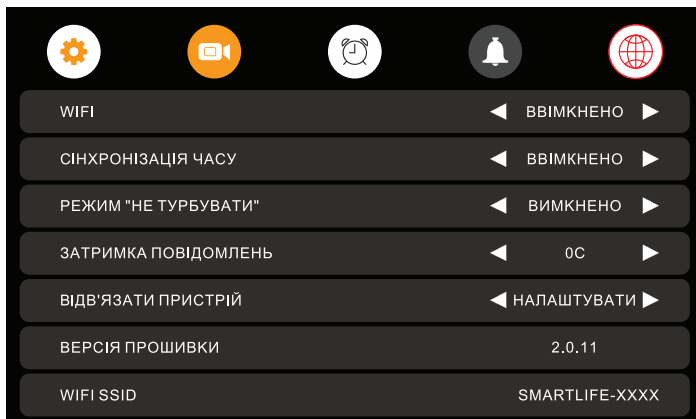 WIFI ВВІМКНЕНО
СІНХРОНІЗАЦІЯ ЧАСУ ВВІМКНЕНО
РЕЖИМ "НЕ ТУРБУВАТИ" ВИМКНЕНО
ЗАТРИМКА ПОВІДОМЛЕНЬ 0С
ВІДВ'ЯЗАТИ ПРИСТРІЙ НАЛАШТУВАТИ
ВЕРСІЯ ПРОШИВКИ 2.0.11
WIFI SSID SMARTLIFE-XXXX